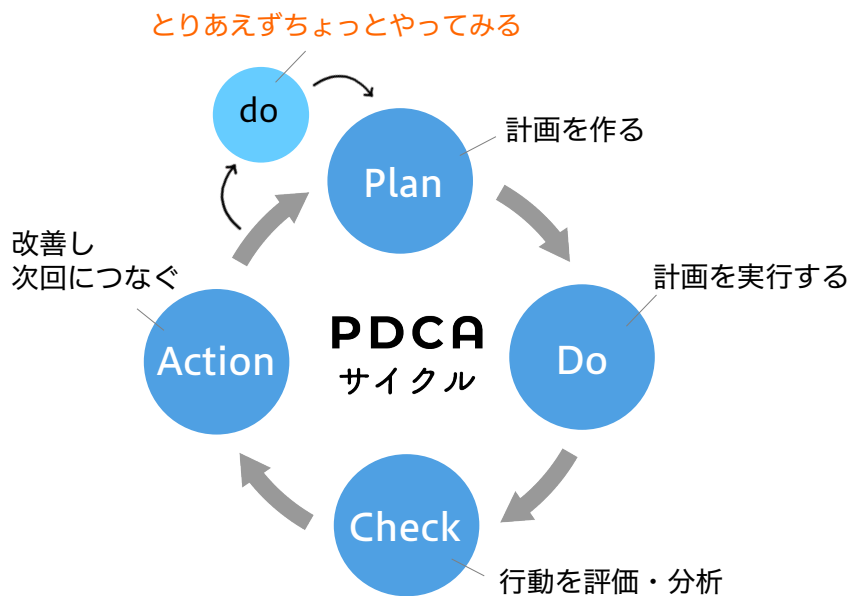 とりあえずちょっとやってみる
do
Plan
計画を作る
改善し
次回につなぐ
計画を実行する
Action
PDCA
サイクル
Do
Check
行動を評価・分析